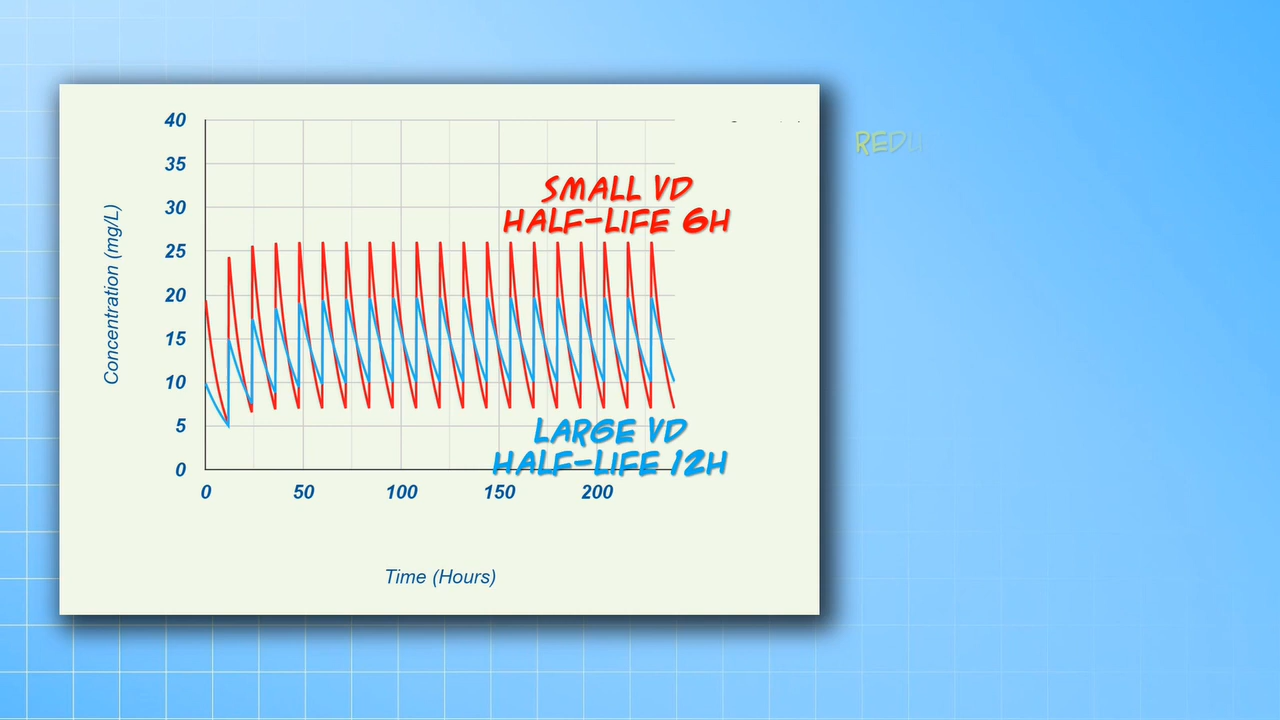 40
35
30
25
20
15
10
5
0
Concentration (mg/L)
SMALL VD
HALF-LIFE 6H
LARGE VD
HALF-LIFE 12H
0 50 100 150 200
Time (Hours)